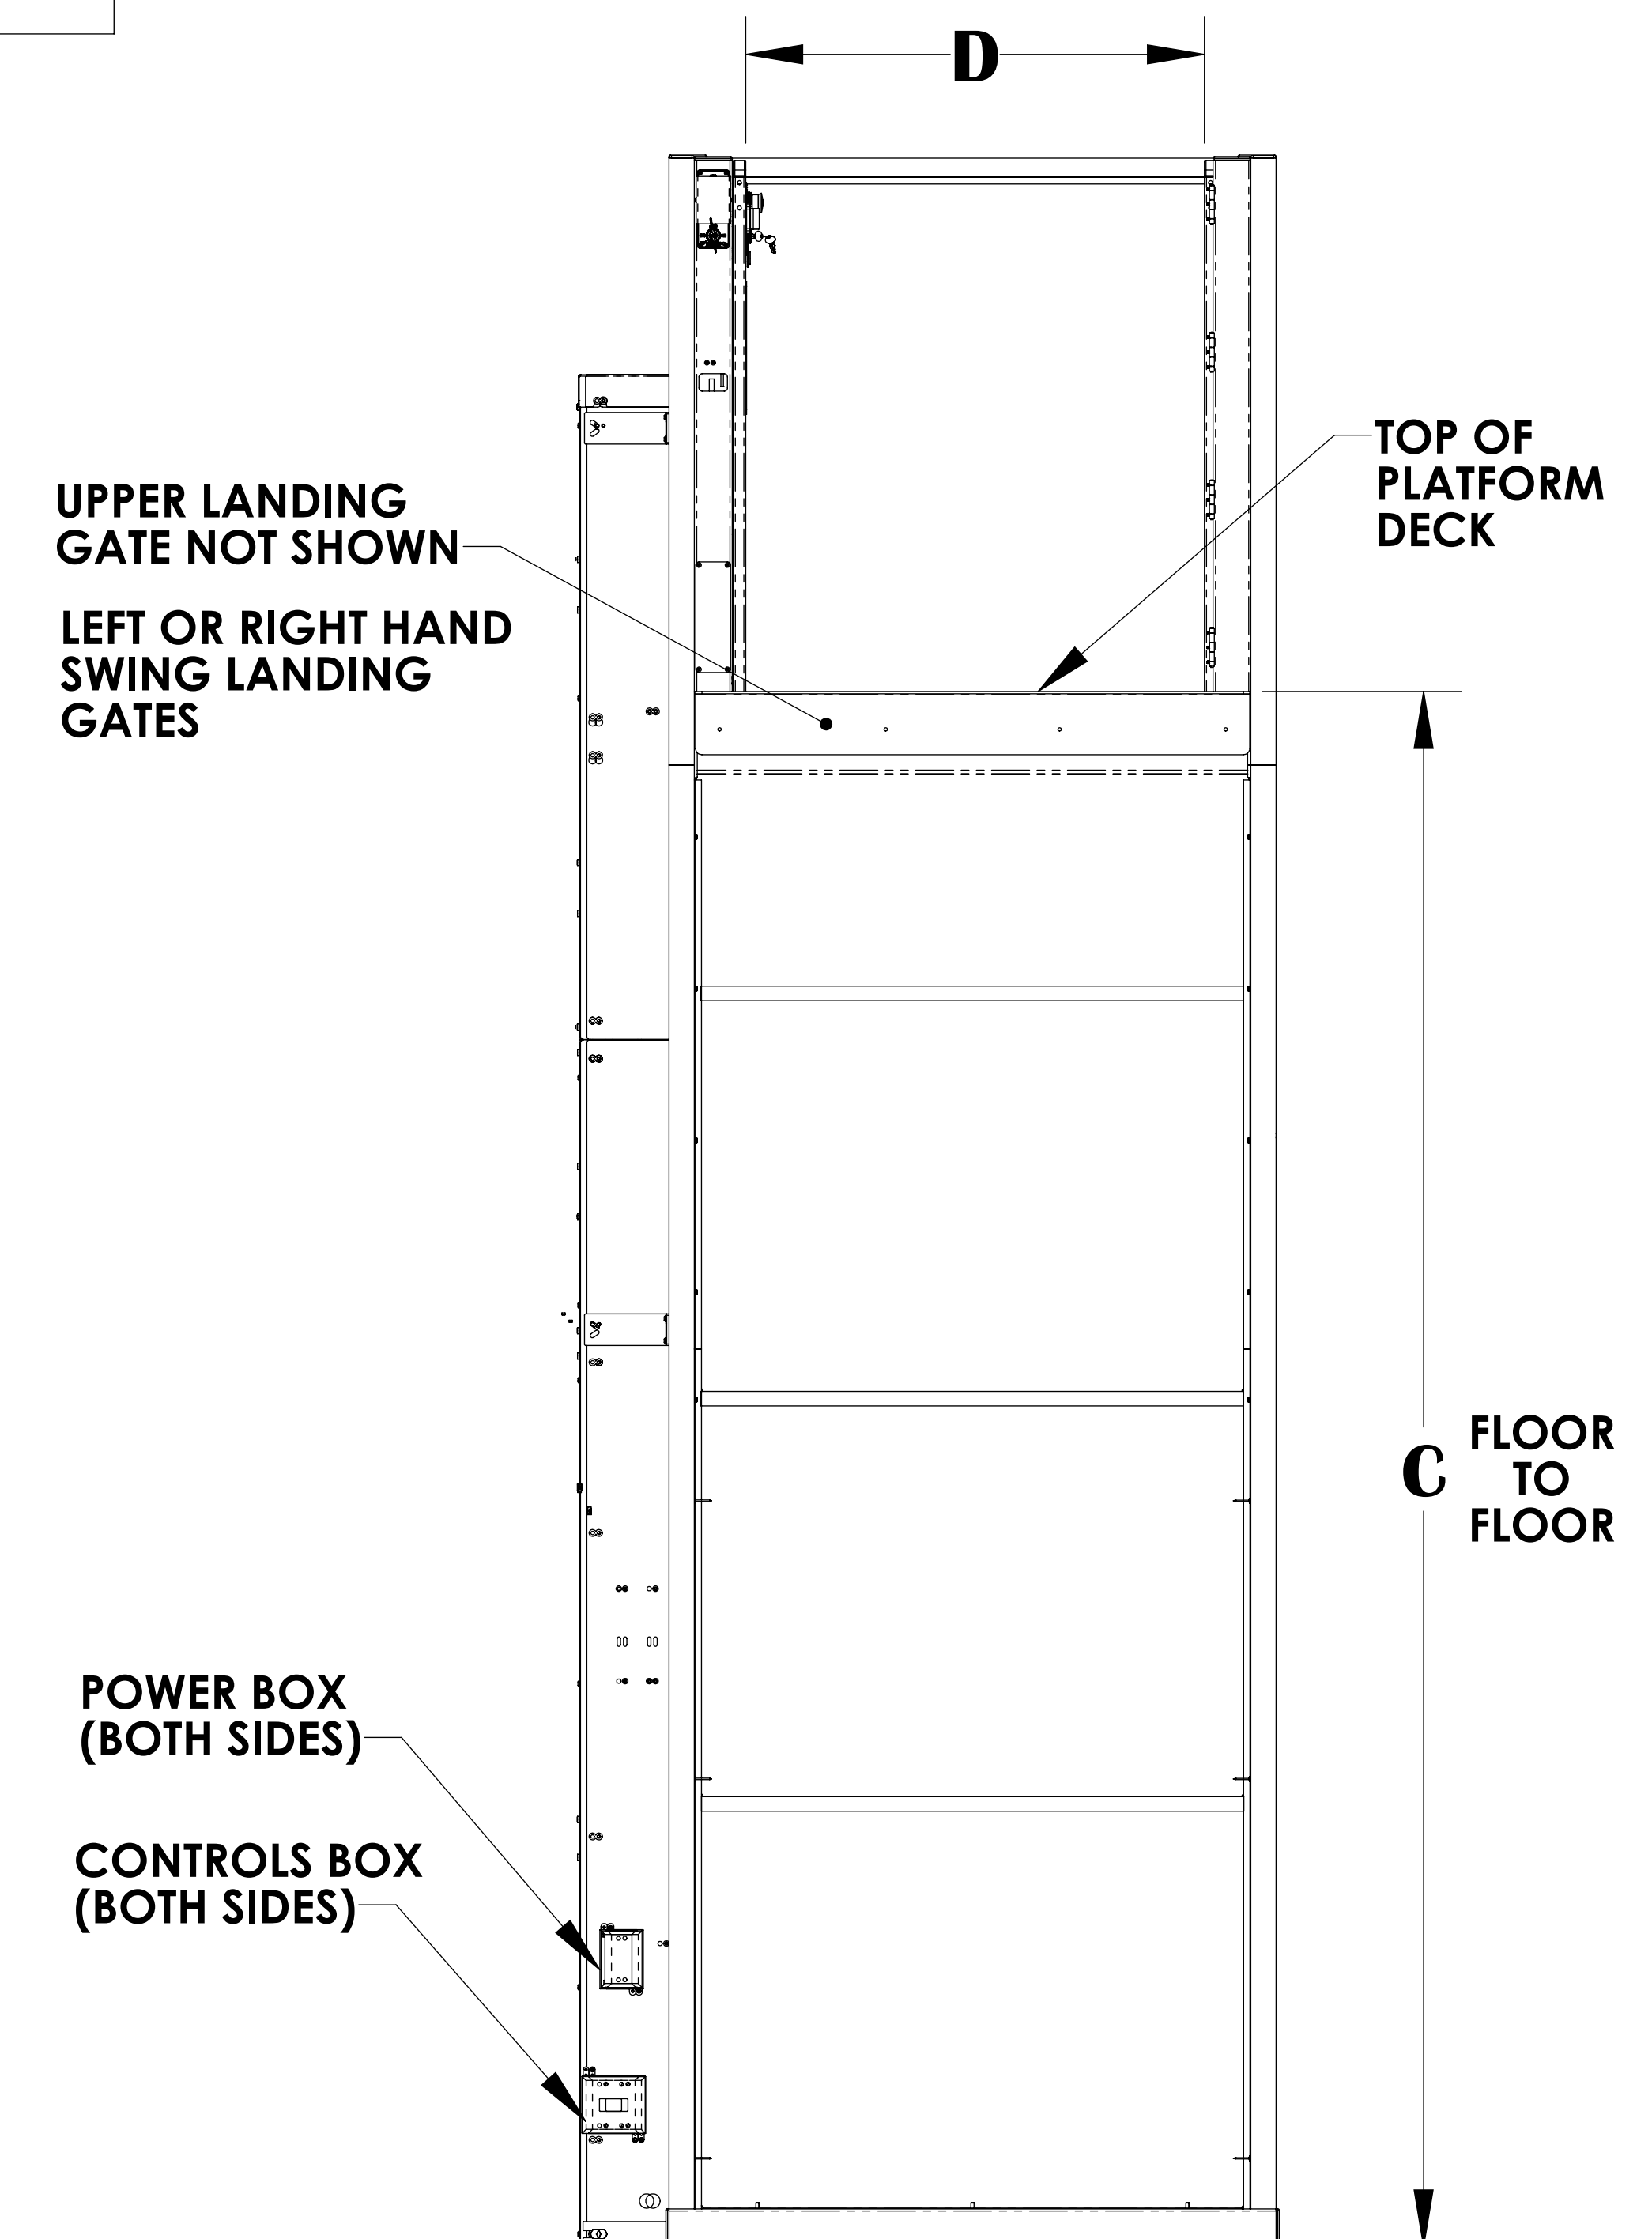 D
TOP OF
PLATFORM
DECK
UPPER LANDING
GATE NOT SHOWN
LEFT OR RIGHT HAND
SWING LANDING
GATES
C
FLOOR
TO
FLOOR
POWER BOX
(BOTH SIDES)
CONTROLS BOX
(BOTH SIDES)